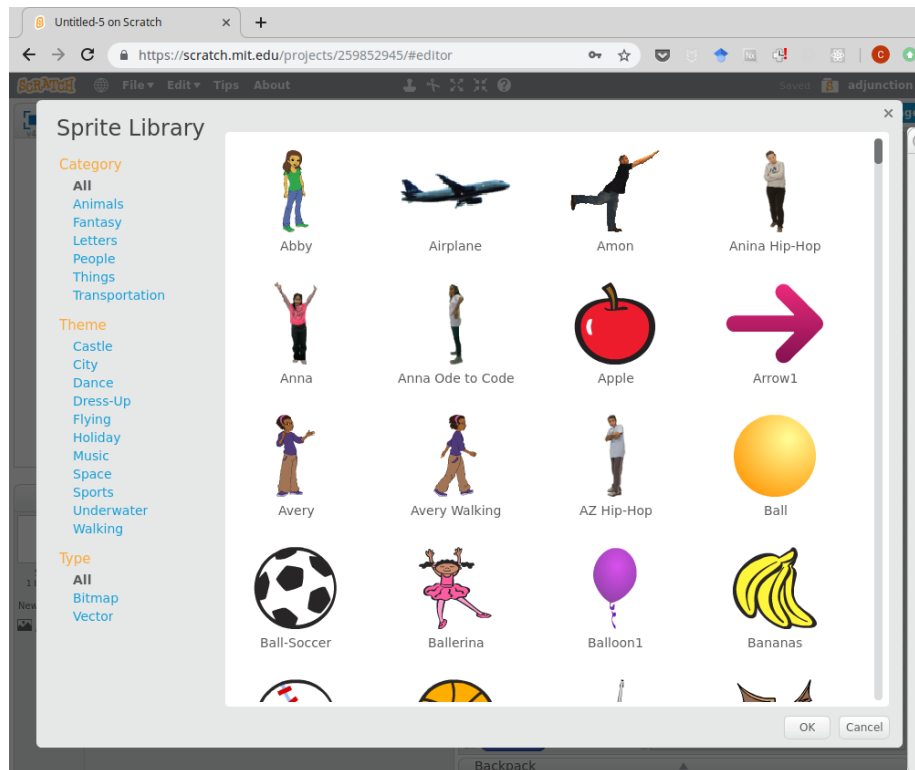 Untitled-5 on Scratch
https://scratch.mit.edu/projects/259852945/#editor
C
SCRATCH File Edit Tips About Saved adjunction
Sprite Library
Category
All
Animals
Fantasy
Letters
People
Things
Transportation
Theme
Castle
City
Dance
Dress-Up
Flying
Holiday
Music
Space
Sports
Underwater
Walking
Type
All
Bitmap
Vector
Abby Airplane Amon Anina Hip-Hop
Anna Anna Ode to Code Apple Arrow1
Avery Avery Walking AZ Hip-Hop Ball
Ball-Soccer Ballerina Balloon1 Bananas
OK Cancel
New
Backpack